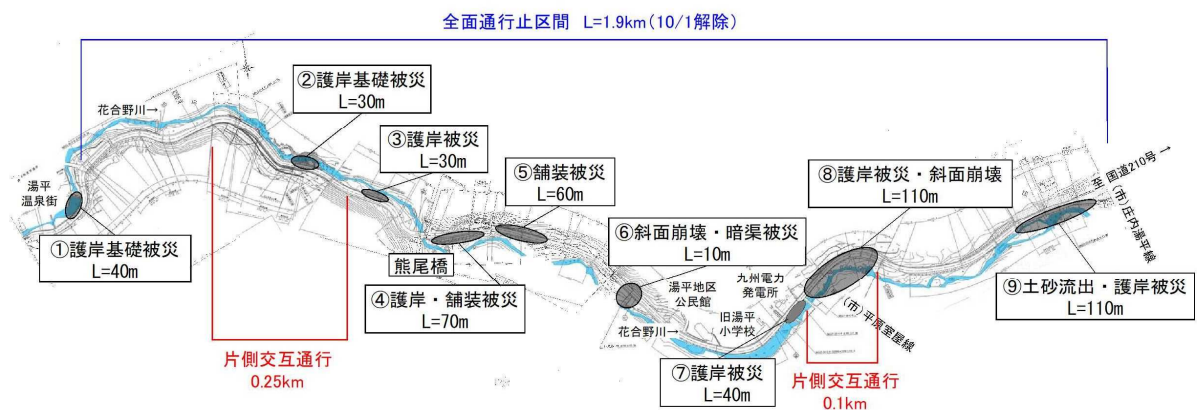 全面通行止区間 L=1.9km(10/1解除)
②護岸基礎被災
L=30m
花合野川→
③護岸被災
L=30m
⑤舗装被災
L=60m
⑧護岸被災・斜面崩壊
L=110m
至 国道210号 →
(市)庄内湯平線
湯平
温泉街
①護岸基礎被災
L=40m
熊尾橋
④護岸・舗装被災
L=70m
⑥斜面崩壊・暗渠被災
L=10m
湯平地区
公民館
九州電力
発電所
旧湯平
小学校
花合野川→
(市)平原室屋線
⑨土砂流出・護岸被災
L=110m
⑦護岸被災
L=40m
片側交互通行
0.25km
片側交互通行
0.1km